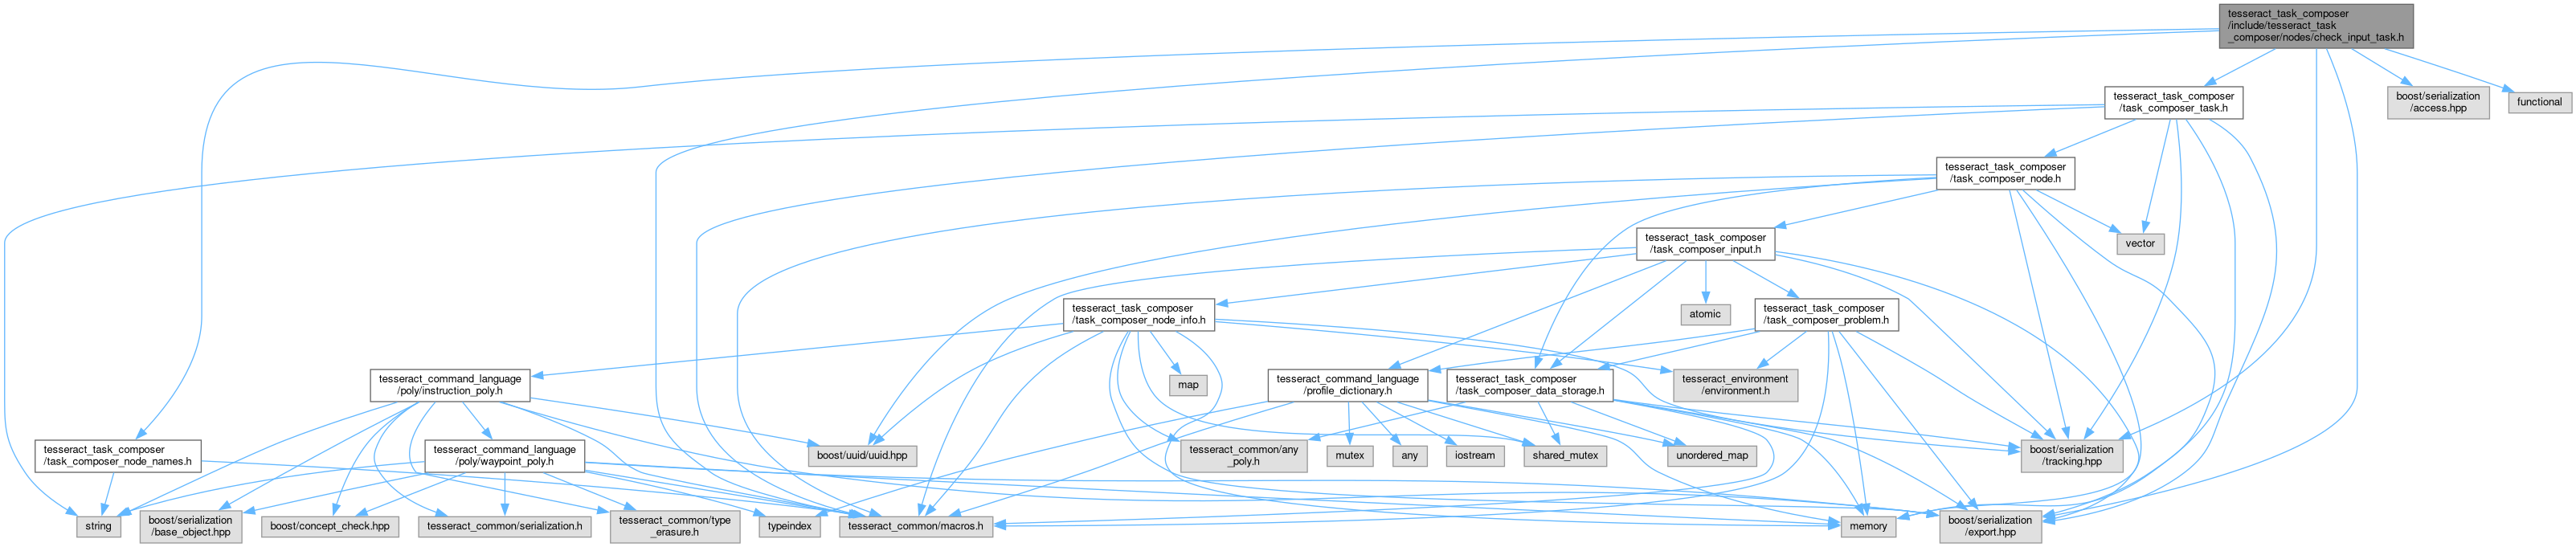 tesseract_task_composer
/include/tesseract_task
_composer/nodes/check_input_task.h
tesseract_task_composer
/task_composer_task.h
boost/serialization
/access.hpp
functional
tesseract_task_composer
/task_composer_node.h
vector
tesseract_task_composer
/task_composer_input.h
tesseract_task_composer
/task_composer_node_info.h
atomic
tesseract_task_composer
/task_composer_problem.h
tesseract_command_language
/poly/instruction_poly.h
map
tesseract_command_language
/profile_dictionary.h
tesseract_task_composer
/task_composer_data_storage.h
tesseract_environment
/environment.h
tesseract_task_composer
/task_composer_node_names.h
tesseract_command_language
/poly/waypoint_poly.h
boost/uuid/uuid.hpp
tesseract_common/any
_poly.h
mutex
any
iostream
shared_mutex
unordered_map
boost/serialization
/tracking.hpp
string
boost/serialization
/base_object.hpp
boost/concept_check.hpp
tesseract_common/serialization.h
tesseract_common/type
_erasure.h
typeindex
tesseract_common/macros.h
memory
boost/serialization
/export.hpp